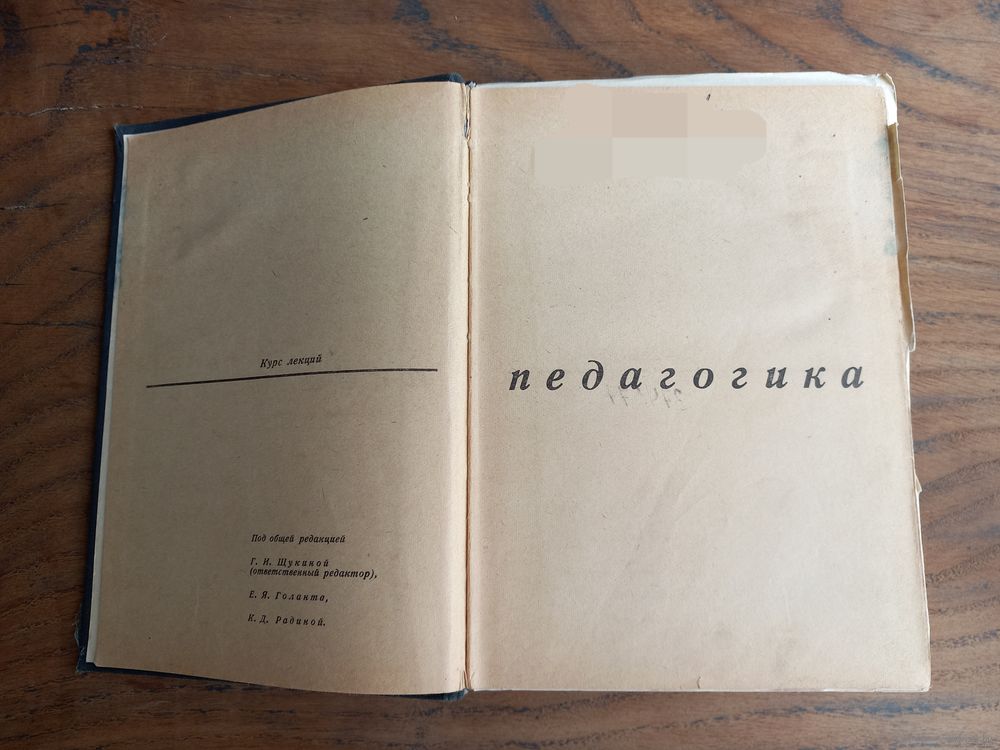 Курс лекций
Под общей редакцией
Г. И. Щукиной
(ответственный редактор),
Е. Я. Голанта,
К. Д. Радиной.
педагогика